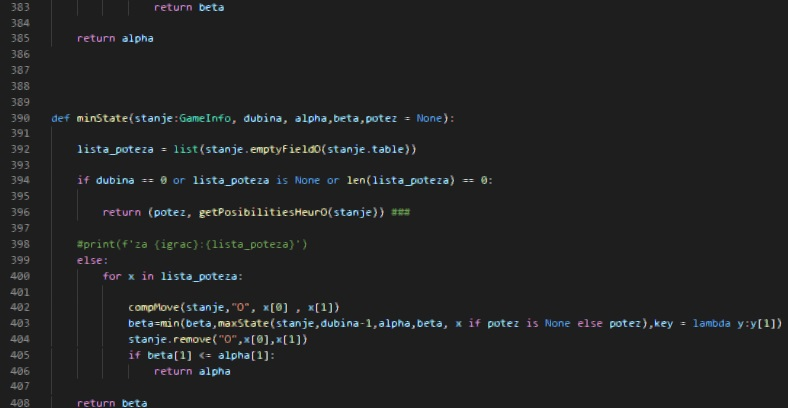 383 return beta
384
385 return alpha
386
387
388
389
390 def minState(stanje:GameInfo, dubina, alpha,beta,potez = None):
391
392 lista_poteza = list(stanje.emptyFieldO(stanje.table))
393
394 if dubina == 0 or lista_poteza is None or len(lista_poteza) == 0:
395
396 return (potez, getPosibilitiesHeurO(stanje)) ###
397
398 #print(f'za {igrac}:{lista_poteza}')
399 else:
400 for x in lista_poteza:
401
402 compMove(stanje,"O", x[0] , x[1])
403 beta=min(beta,maxState(stanje,dubina-1,alpha,beta, x if potez is None else potez),key = lambda y:y[1])
404 stanje.remove("O",x[0],x[1])
405 if beta[1] <= alpha[1]:
406 return alpha
407
408 return beta